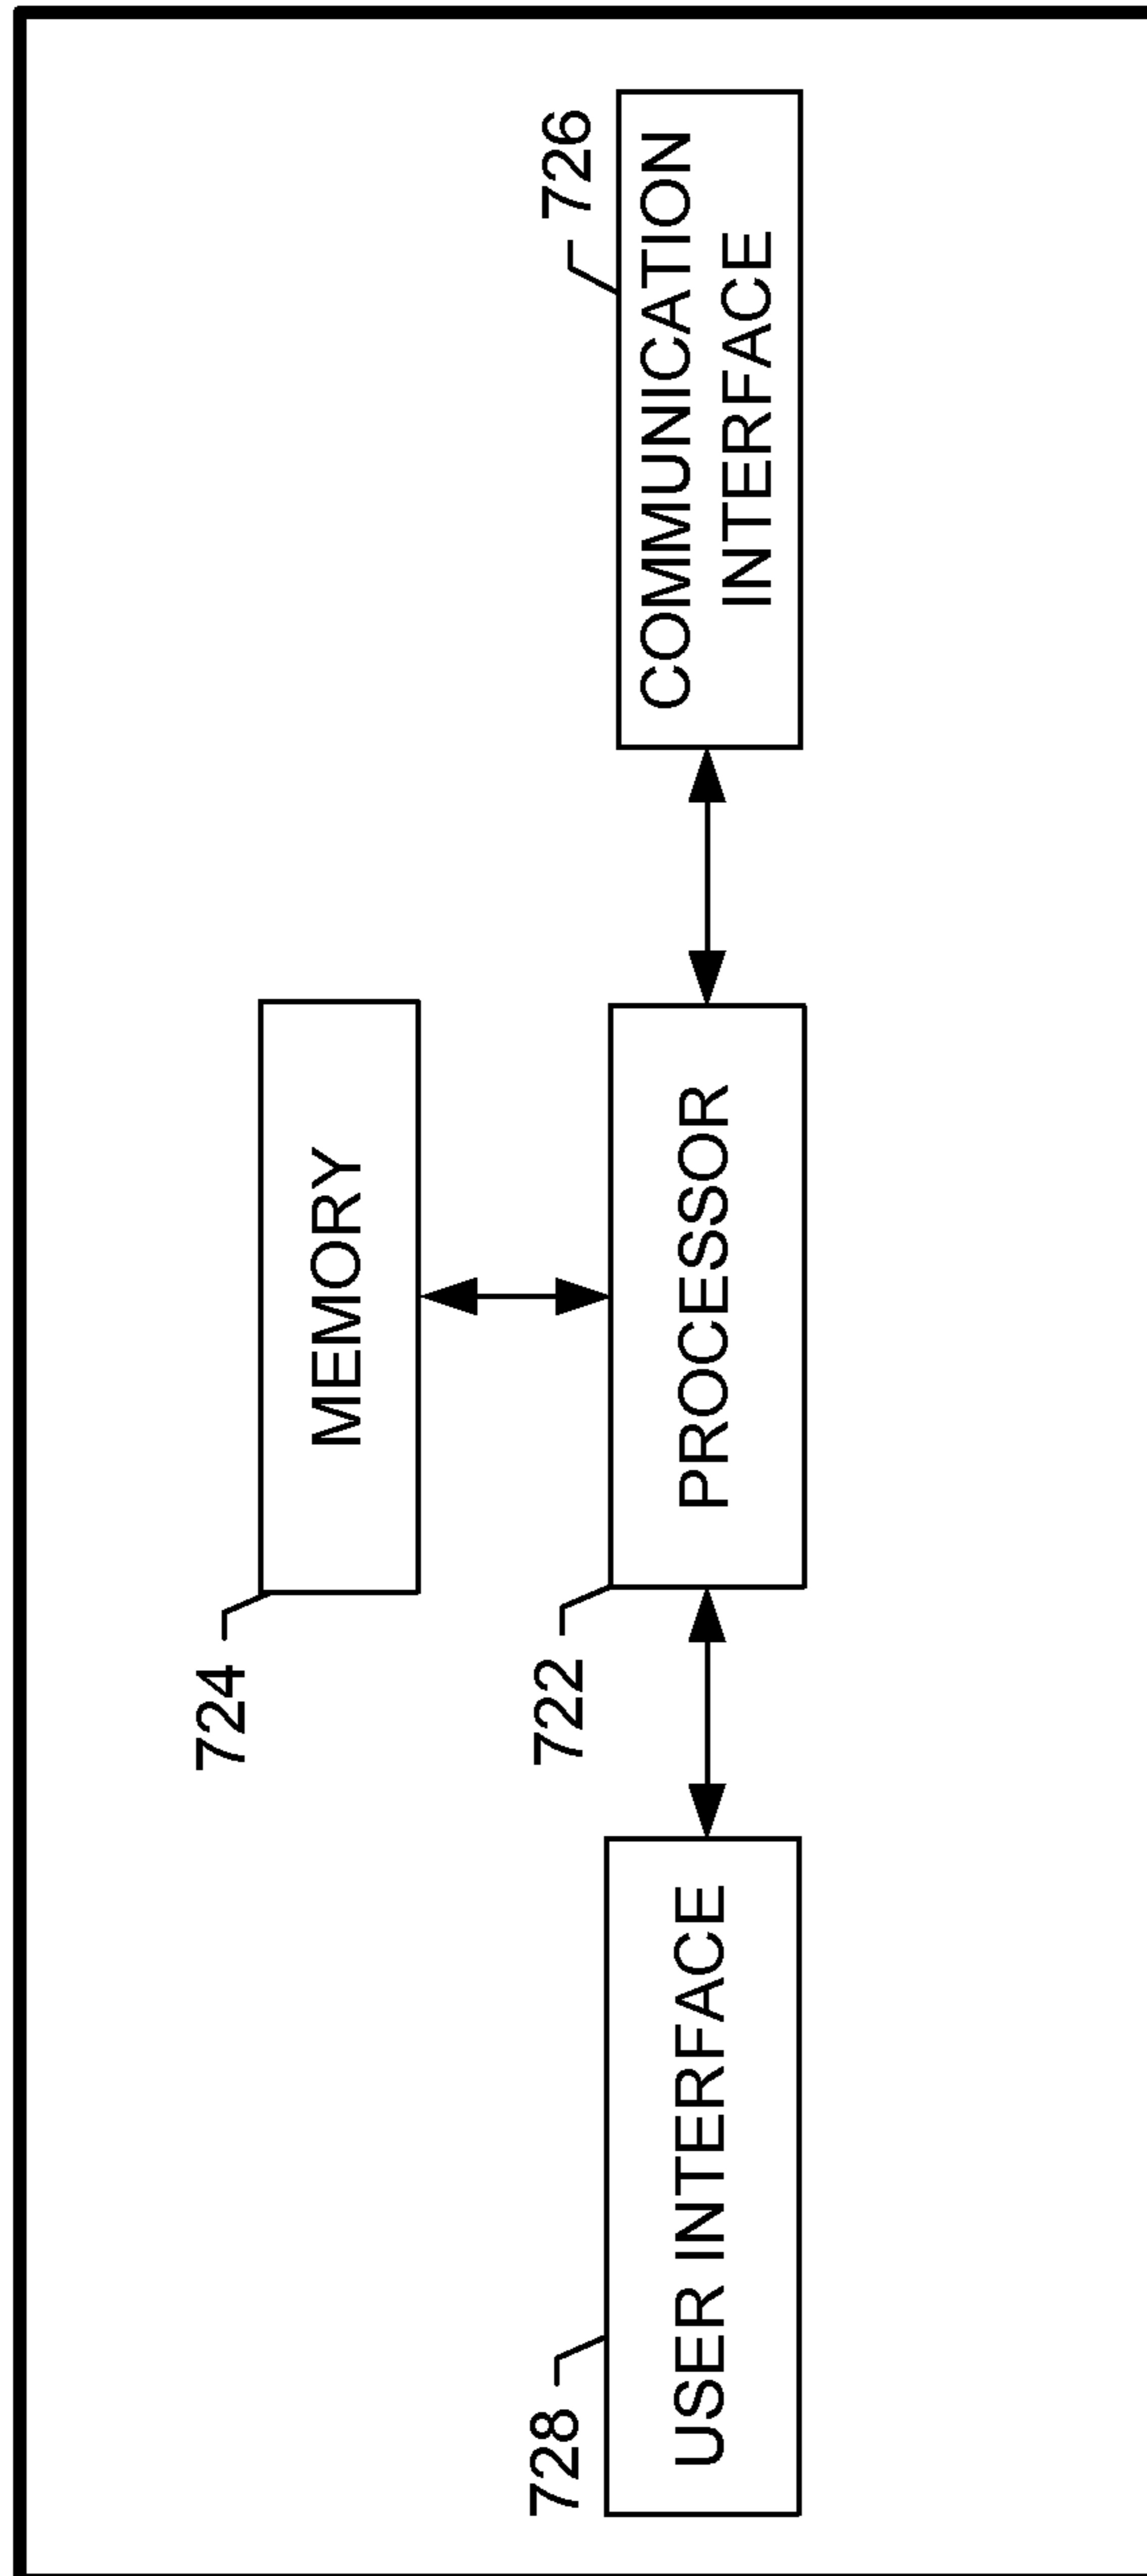 724
MEMORY
728
USER INTERFACE
722
PROCESSOR
726
COMMUNICATION
INTERFACE